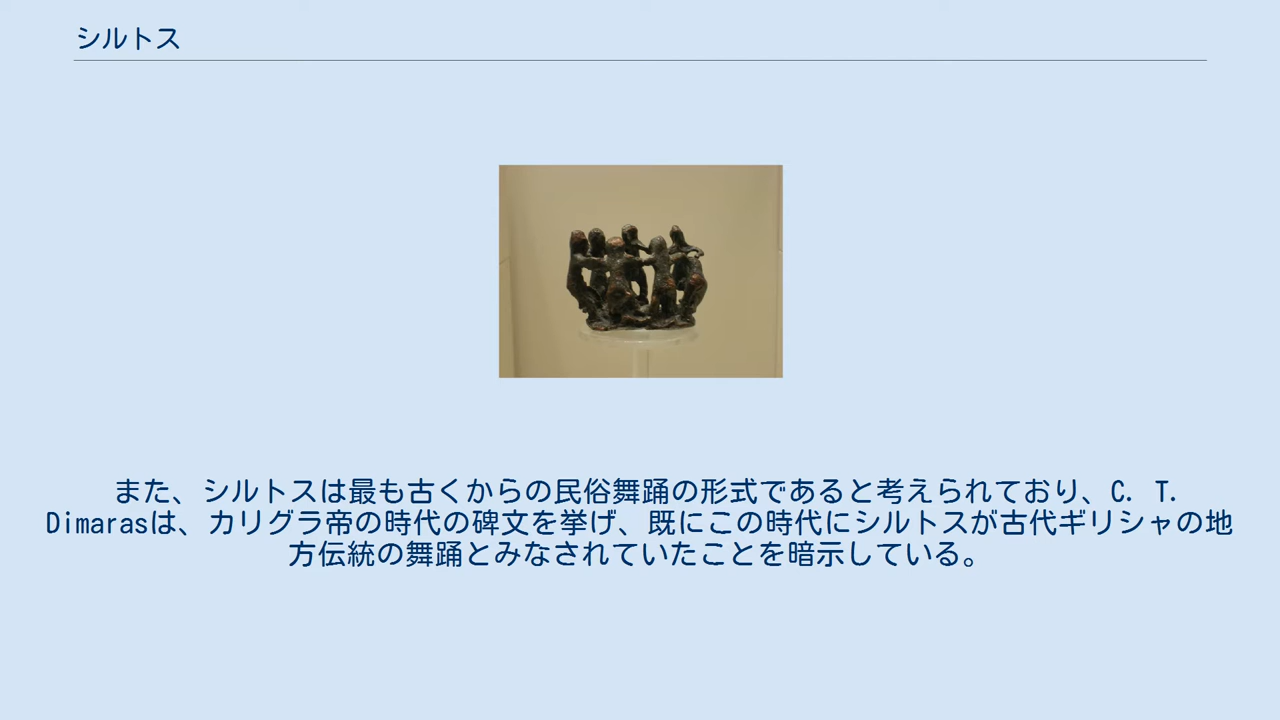 シルトス
また、シルトスは最も古くからの民俗舞踊の形式であると考えられており、C. T.
Dimarasは、カリグラ帝の時代の碑文を挙げ、既にこの時代にシルトスが古代ギリシャの地
方伝統の舞踊とみなされていたことを暗示している。